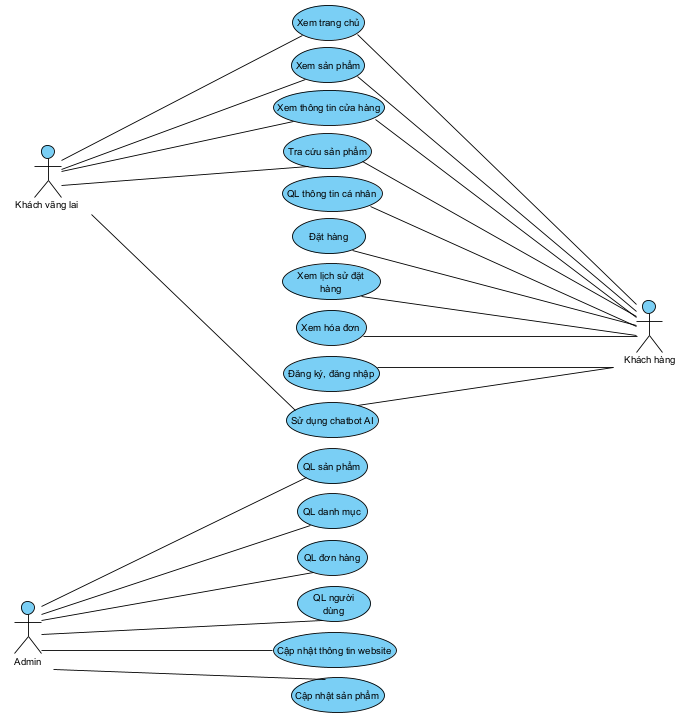 Xem trang chủ
Xem sản phẩm
Xem thông tin cửa hàng
Tra cứu sản phẩm
QL thông tin cá nhân
Khách vãng lai
Đặt hàng
Xem lịch sử đặt
hàng
Xem hóa đơn
Khách hàng
Đăng ký, đăng nhập
Sử dụng chatbot AI
QL sản phẩm
QL danh mục
QL đơn hàng
QL người
dùng
Cập nhật thông tin website
Admin
Cập nhật sản phẩm